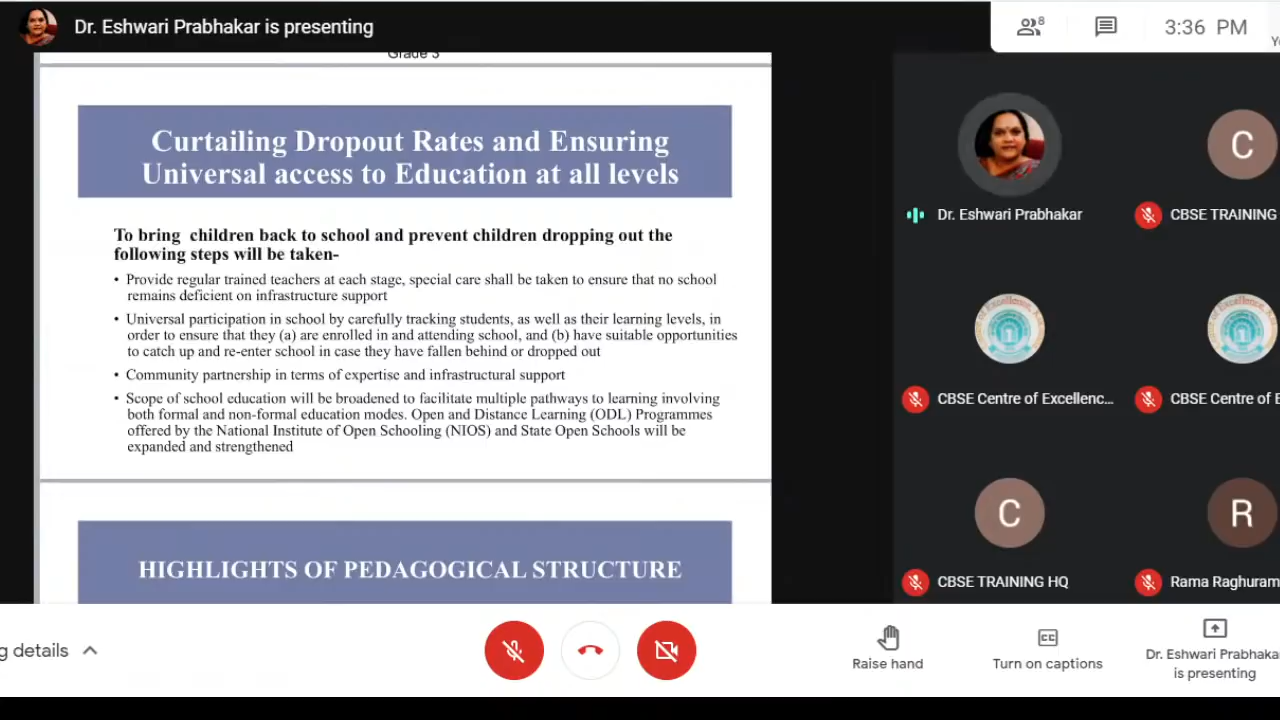 Dr. Eshwari Prabhakar is presenting
8
3:36 PM
Grade 3
Curtailing Dropout Rates and Ensuring
Universal access to Education at all levels
To bring children back to school and prevent children dropping out the
following steps will be taken-
• Provide regular trained teachers at each stage, special care shall be taken to ensure that no school
remains deficient on infrastructure support
• Universal participation in school by carefully tracking students, as well as their learning levels, in
order to ensure that they (a) are enrolled in and attending school, and (b) have suitable opportunities
to catch up and re-enter school in case they have fallen behind or dropped out
• Community partnership in terms of expertise and infrastructural support
• Scope of school education will be broadened to facilitate multiple pathways to learning involving
both formal and non-formal education modes. Open and Distance Learning (ODL) Programmes
offered by the National Institute of Open Schooling (NIOS) and State Open Schools will be
expanded and strengthened
HIGHLIGHTS OF PEDAGOGICAL STRUCTURE
C
Dr. Eshwari Prabhakar
CBSE TRAINING
CBSE Centre of Excellenc...
CBSE Centre of E
C
R
CBSE TRAINING HQ
Rama Raghuram
g details
Raise hand
CC
Turn on captions
Dr. Eshwari Prabhaka
is presenting